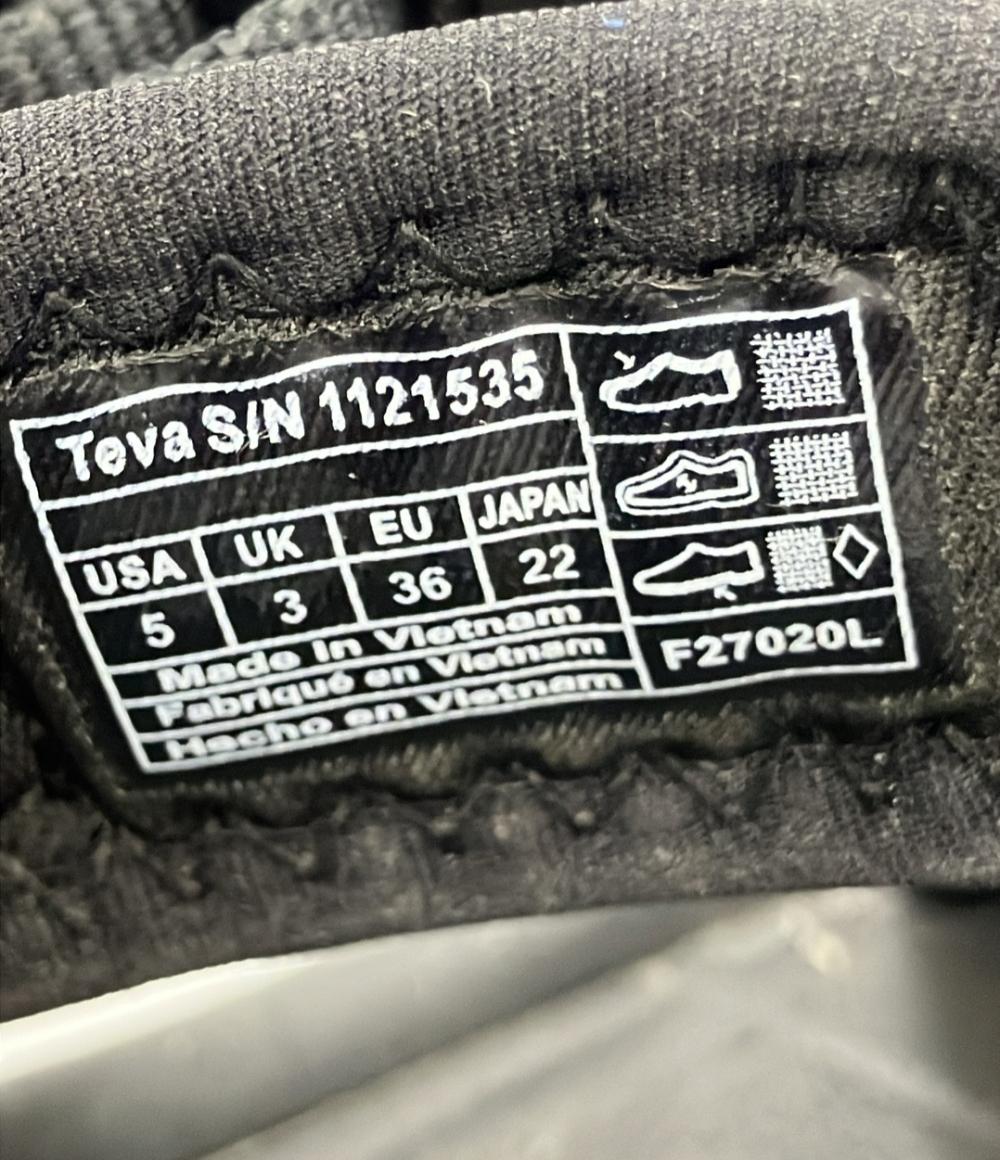 Teva S/N 1121535
USA UK EU JAPAN
5 3 36 22
Made in Vietnam
Fabriqué en Vietnam
Hecho en Vietnam
F27020L